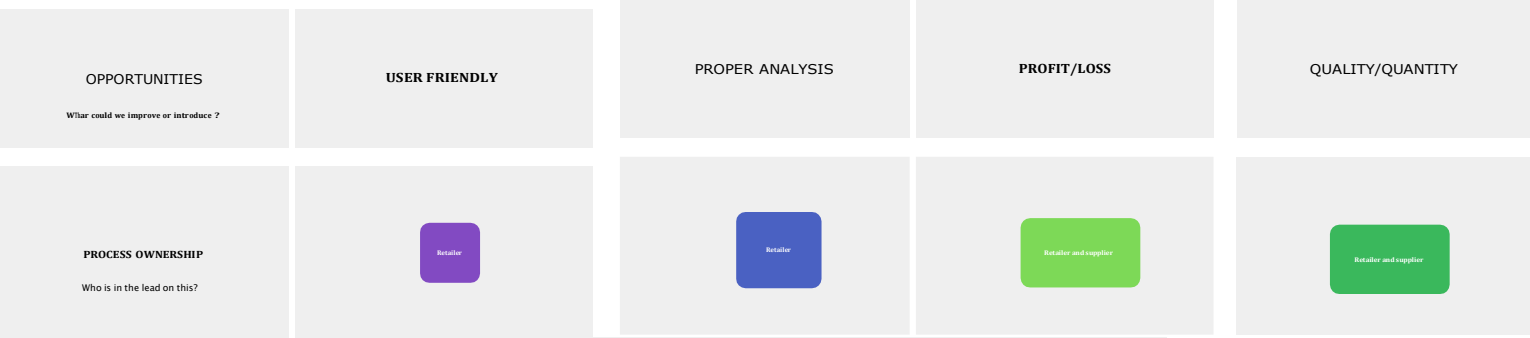 OPPORTUNITIES
Whar could we improve or introduce ?
USER FRIENDLY
PROPER ANALYSIS
PROFIT/LOSS
QUALITY/QUANTITY
PROCESS OWNERSHIP
Who is in the lead on this?
Retailer
Retailer
Retailer and supplier
Retailer and supplier